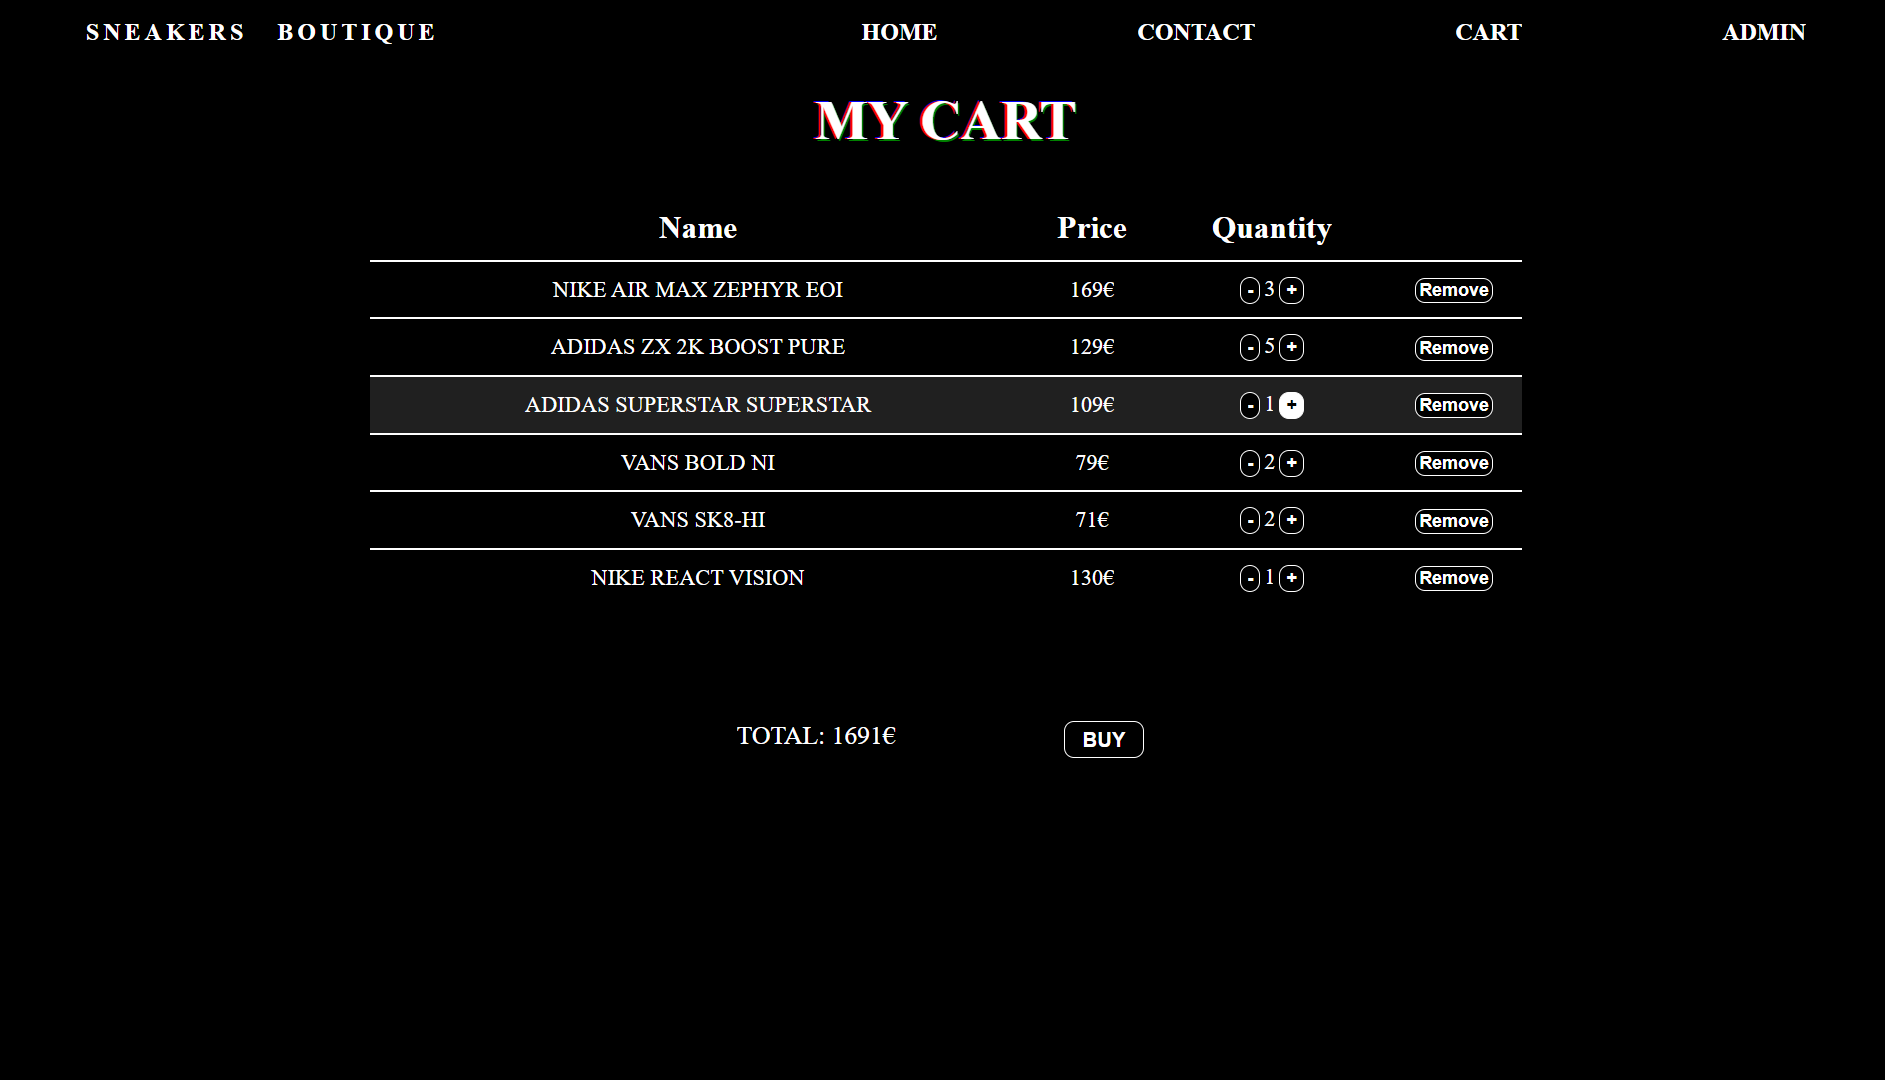 SNEAKERS BOUTIQUE HOME CONTACT CART ADMIN
MY CART
Name Price Quantity
NIKE AIR MAX ZEPHYR EOI 169€ - 3 + Remove
ADIDAS ZX 2K BOOST PURE 129€ - 5 + Remove
ADIDAS SUPERSTAR SUPERSTAR 109€ - 1 + Remove
VANS BOLD NI 79€ - 2 + Remove
VANS SK8-HI 71€ - 2 + Remove
NIKE REACT VISION 130€ - 1 + Remove
TOTAL: 1691€ BUY